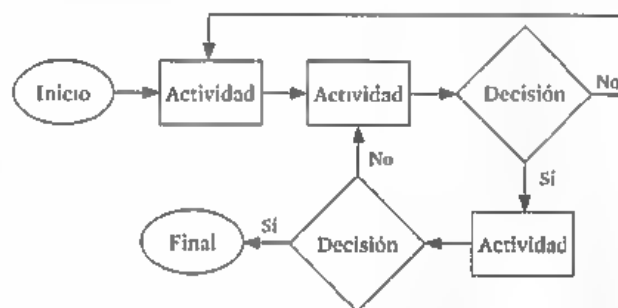 Inicio
Actividad
Actividad
Decisión
No
Sí
Actividad
Decisión
No
Sí
Final